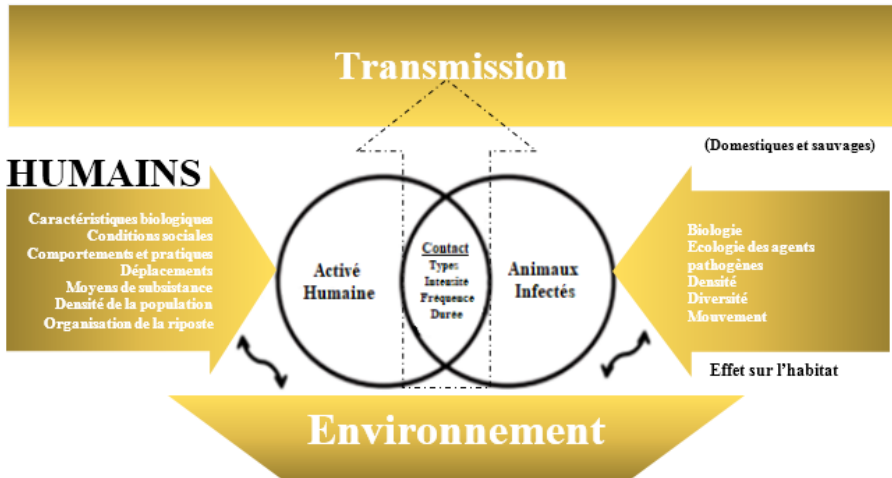 Transmission
(Domestiques et sauvages)
HUMAINS
Caractéristiques biologiques
Conditions sociales
Comportements et pratiques
Déplacements
Moyens de subsistance
Densité de la population
Organisation de la riposte
Activé
Humaine
Contact
Types
Intensité
Fréquence
Durée
Animaux
Infectés
Biologie
Ecologie des agents
pathogènes
Densité
Diversité
Mouvement
Effet sur l'habitat
Environnement